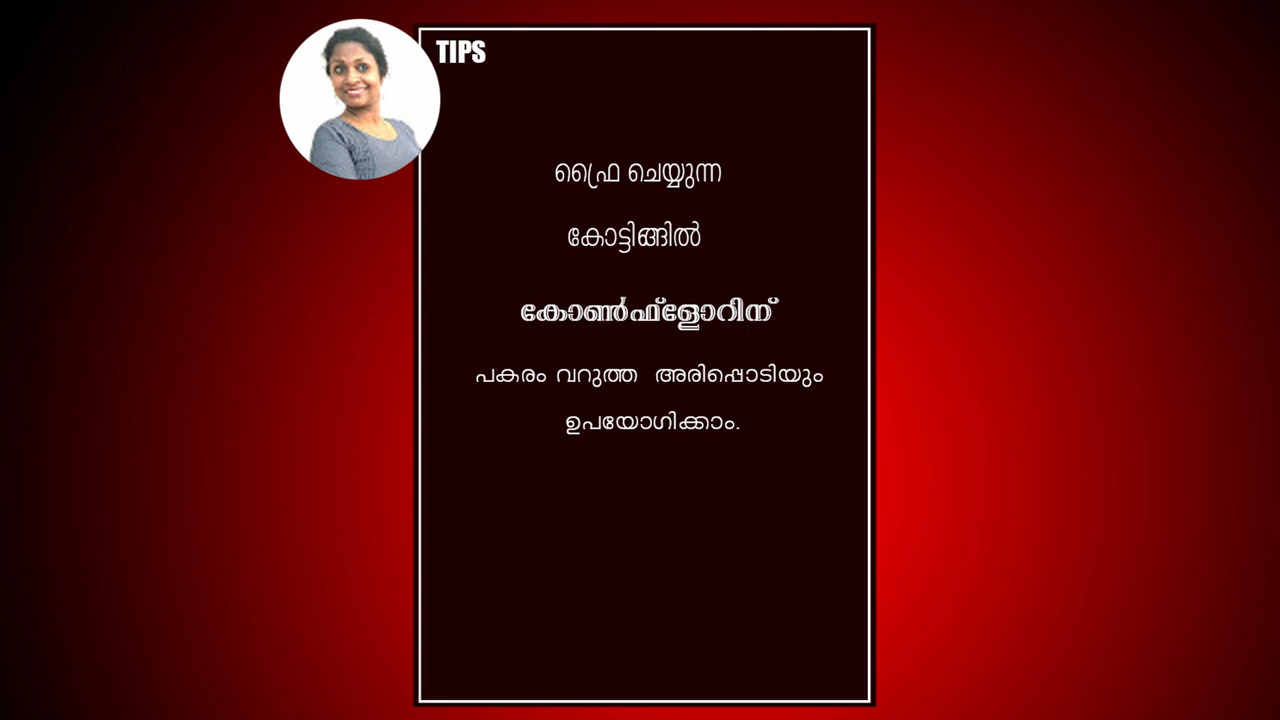 TIPS
ഫ്രൈ ചെയ്യുന്ന
കോട്ടിങ്ങിൽ
കോൺഫ്ളോറിന്
പകരം വറുത്ത അരിപ്പൊടിയും
ഉപയോഗിക്കാം.